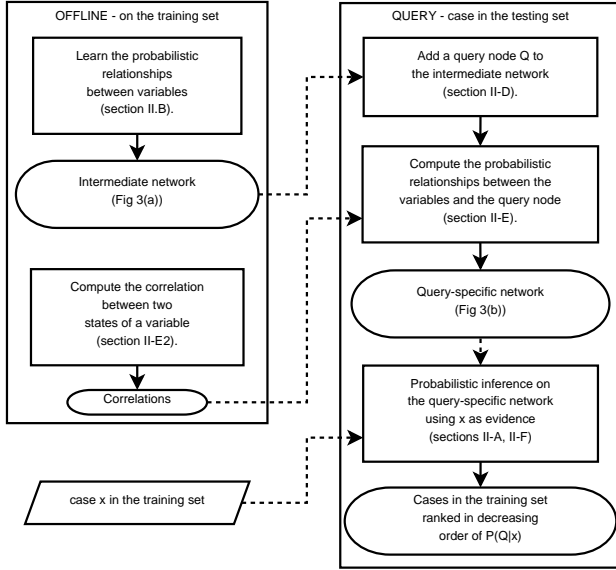 OFFLINE - on the training set
Learn the probabilistic
relationships
between variables
(section II.B).
Intermediate network
(Fig 3(a))
Compute the correlation
between two
states of a variable
(section II-E2).
Correlations
case x in the training set
QUERY - case in the testing set
Add a query node Q to
the intermediate network
(section II-D).
Compute the probabilistic
relationships between the
variables and the query node
(section II-E).
Query-specific network
(Fig 3(b))
Probabilistic inference on
the query-specific network
using x as evidence
(sections II-A, II-F)
Cases in the training set
ranked in decreasing
order of P(Q|x)